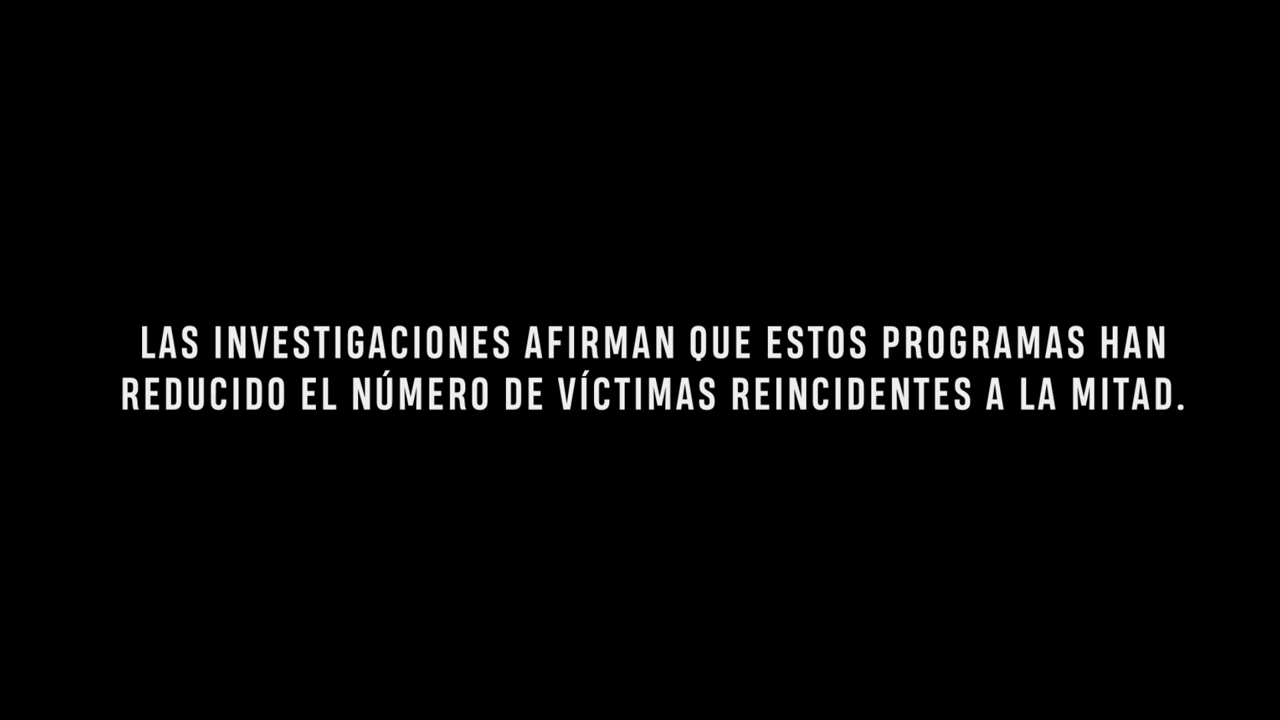 LAS INVESTIGACIONES AFIRMAN QUE ESTOS PROGRAMAS HAN
REDUCIDO EL NÚMERO DE VÍCTIMAS REINCIDENTES A LA MITAD.